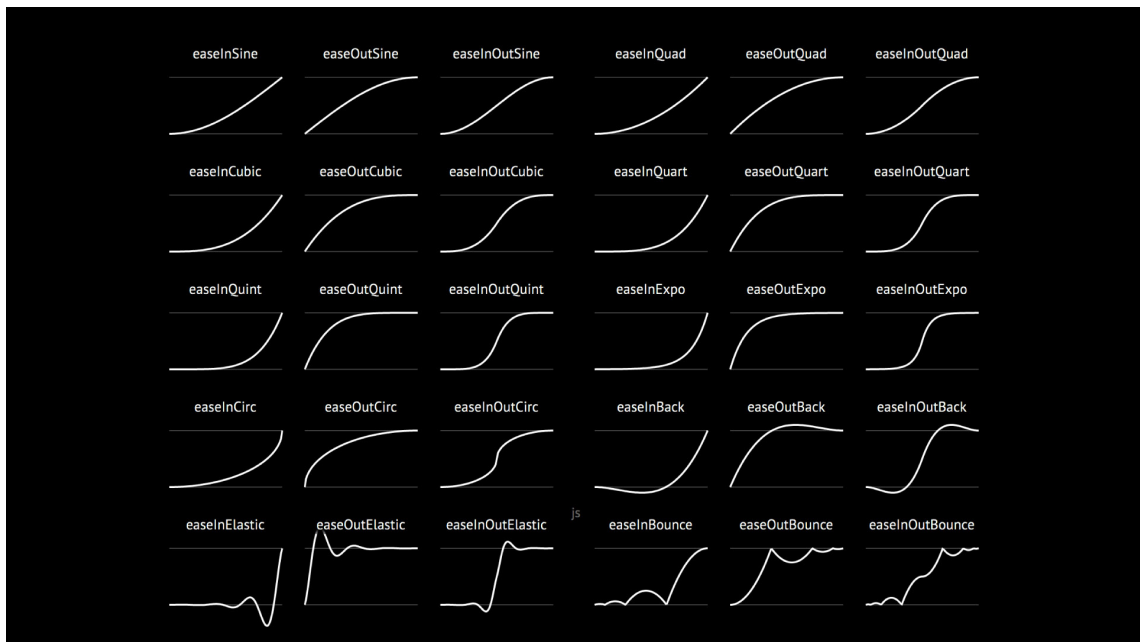 easeInSine
easeOutSine
easeInOutSine
easeInQuad
easeOutQuad
easeInOutQuad
easeInCubic
easeOutCubic
easeInOutCubic
easeInQuart
easeOutQuart
easeInOutQuart
easeInQuint
easeOutQuint
easeInOutQuint
easeInExpo
easeOutExpo
easeInOutExpo
easeInCirc
easeOutCirc
easeInOutCirc
easeInBack
easeOutBack
easeInOutBack
js
easeInElastic
easeOutElastic
easeInOutElastic
easeInBounce
easeOutBounce
easeInOutBounce